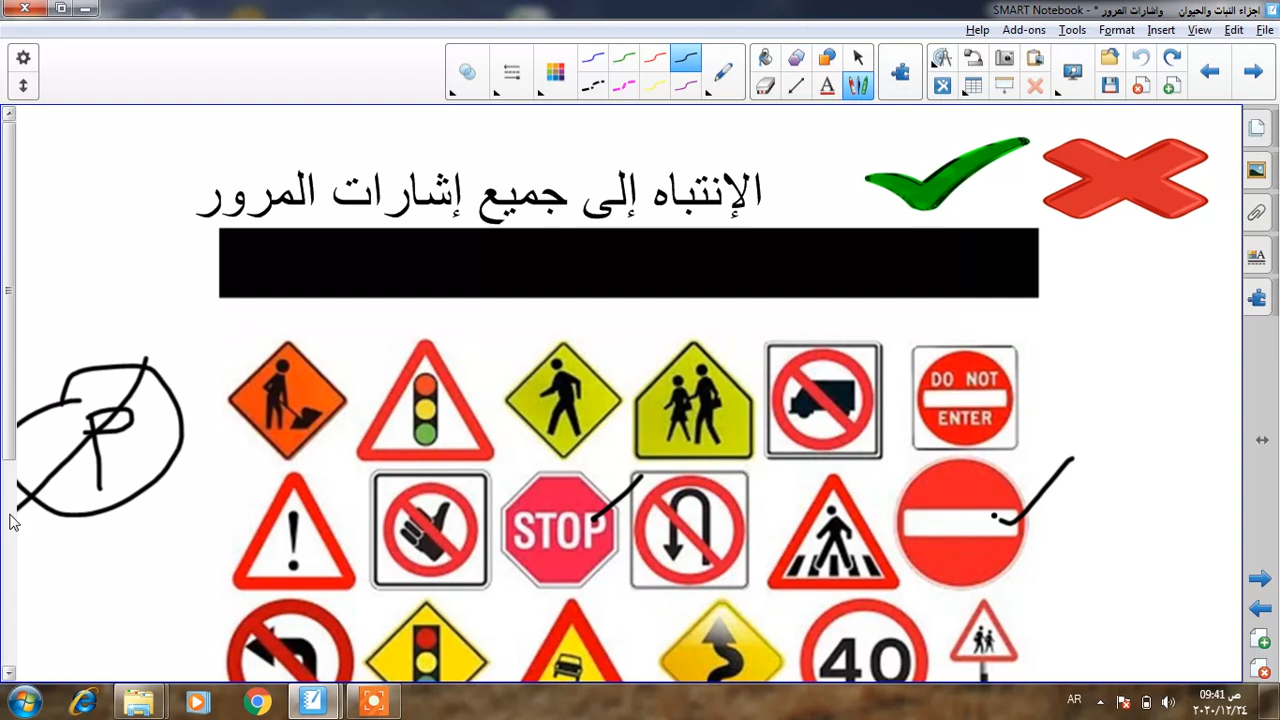 اجزاء النبات والحيوان واشارات المرور * - SMART Notebook
Help Add-ons Tools Format Insert View Edit File
الإنتباه إلى جميع إشارات المرور
DO NOT
ENTER
P
STOP
40
AR
09:41 ص
٢٠٢٠/١٢/٢٤